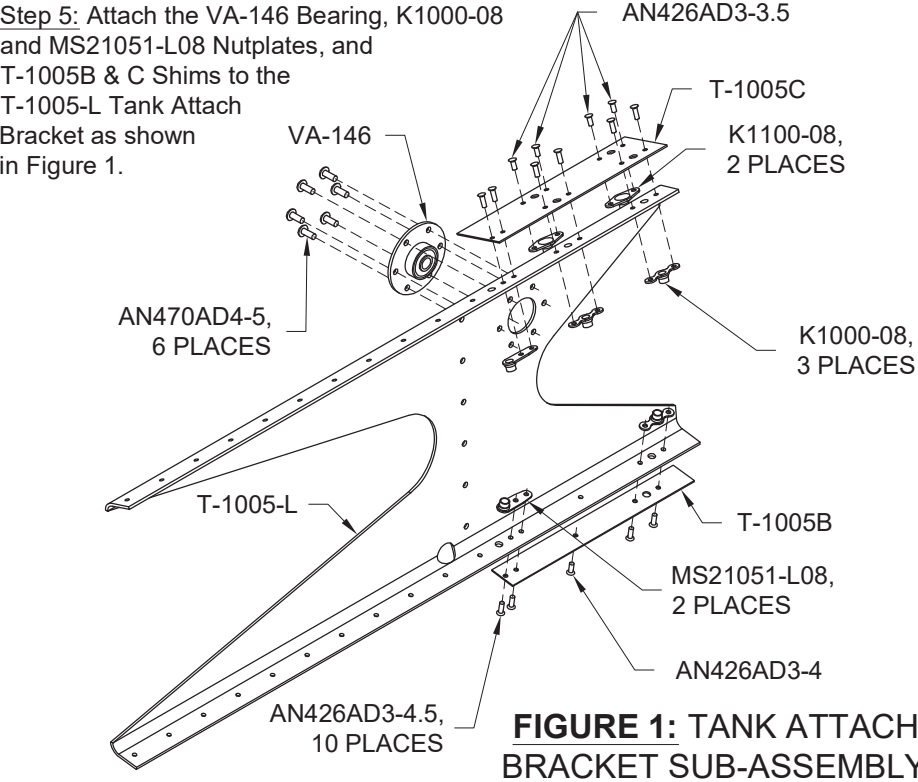 Step 5: Attach the VA-146 Bearing, K1000-08
and MS21051-L08 Nutplates, and
T-1005B & C Shims to the
T-1005-L Tank Attach
Bracket as shown
in Figure 1.
AN426AD3-3.5
T-1005C
VA-146
K1100-08,
2 PLACES
AN470AD4-5,
6 PLACES
K1000-08,
3 PLACES
T-1005-L
T-1005B
MS21051-L08,
2 PLACES
AN426AD3-4
AN426AD3-4.5,
10 PLACES
FIGURE 1: TANK ATTACH
BRACKET SUB-ASSEMBLY